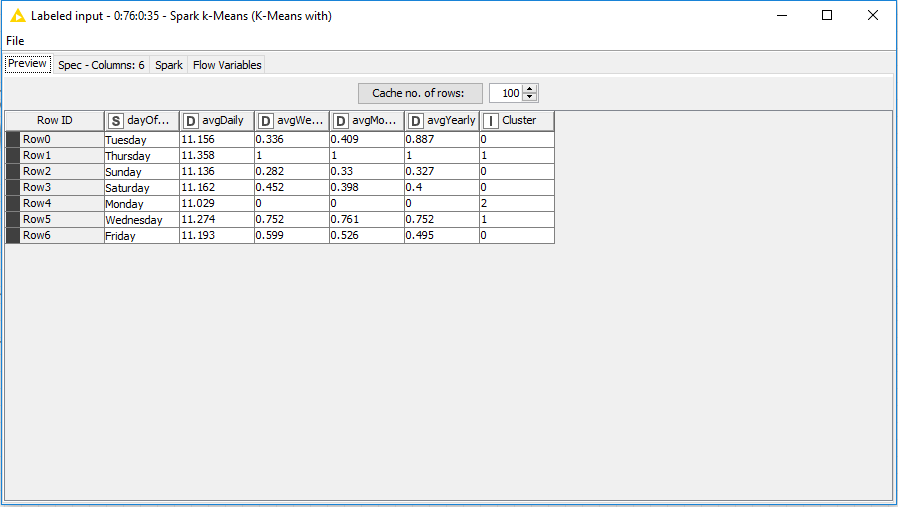 Labeled input - 0:76:0:35 - Spark k-Means (K-Means with)
File
Preview Spec - Columns: 6 Spark Flow Variables
Cache no. of rows: 100
Row ID S dayOf... D avgDaily D avgWe... D avgMo... D avgYearly I Cluster
Row0 Tuesday 11.156 0.336 0.409 0.887 0
Row1 Thursday 11.358 1 1 1 1
Row2 Sunday 11.136 0.282 0.33 0.327 0
Row3 Saturday 11.162 0.452 0.398 0.4 0
Row4 Monday 11.029 0 0 0 2
Row5 Wednesday 11.274 0.752 0.761 0.752 1
Row6 Friday 11.193 0.599 0.526 0.495 0